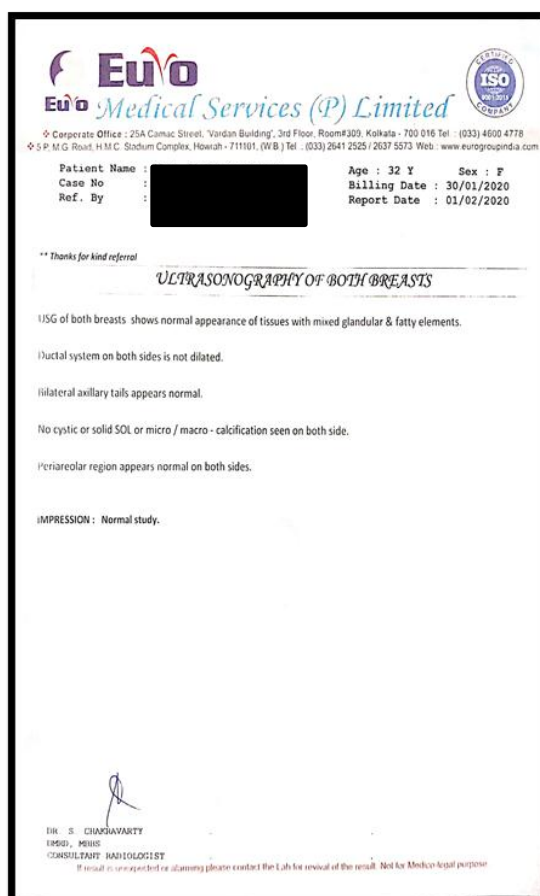 EuVo
EuVo Medical Services (P) Limited
CERTIFIED
ISO
9001:2015
COMPANY
❖ Corporate Office : 25A Camac Street, 'Vardan Building', 3rd Floor, Room#309, Kolkata - 700 016 Tel : (033) 4600 4778
❖ 5 P. M.G. Road, H.M.C. Stadium Complex, Howrah - 711101, (W.B.) Tel : (033) 2641 2525 / 2637 5573 Web : www.eurogroupindia.com
Patient Name :
Age : 32 Y Sex : F
Case No :
Billing Date : 30/01/2020
Ref. By :
Report Date : 01/02/2020
** Thanks for kind referral
ULTRASONOGRAPHY OF BOTH BREASTS
USG of both breasts shows normal appearance of tissues with mixed glandular & fatty elements.
Ductal system on both sides is not dilated.
Bilateral axillary tails appears normal.
No cystic or solid SOL or micro / macro - calcification seen on both side.
Periareolar region appears normal on both sides.
IMPRESSION : Normal study.
DR S CHAKRAVARTY
DMRD, MBBS
CONSULTANT RADIOLOGIST
If result is unexpected or alarming please contact the Lab for revival of the result. Not for Medico legal purpose